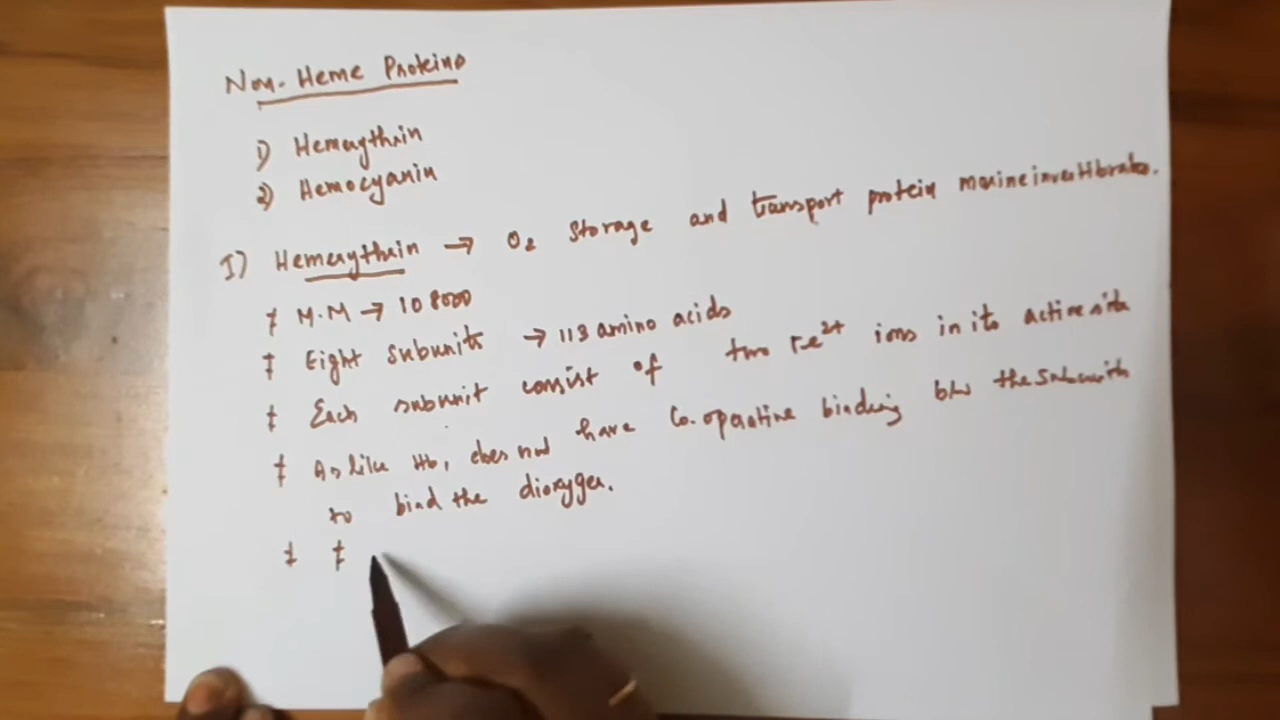 Non-Heme Proteins
1) Hemerythrin
2) Hemocyanin
I) Hemerythrin → O2 storage and transport protein marine invertibrates.
‡ M.M → 108000
‡ Eight subunits → 113 amino acids
‡ Each subunit consist of two Fe2+ ions in its active site
‡ As like Hb, does not have Co-operative binding b/w the subunits
to bind the dioxygen.
‡ ‡